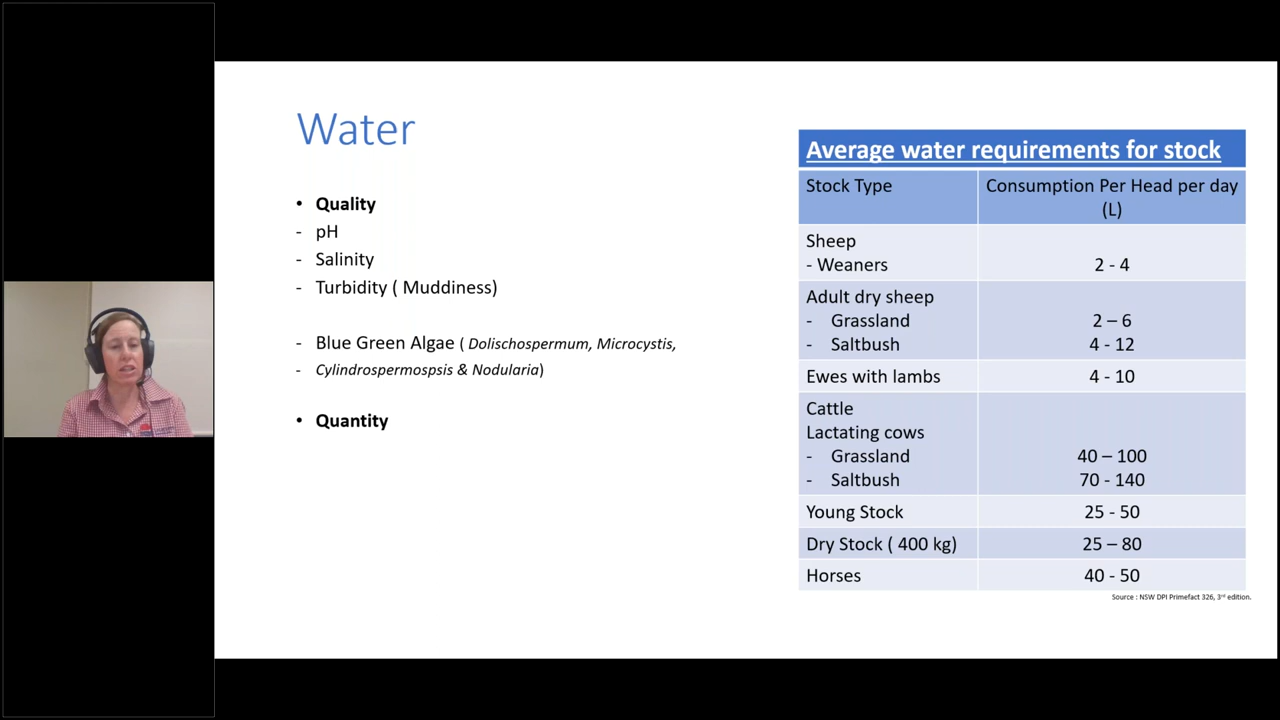 Water
• Quality
- pH
- Salinity
- Turbidity ( Muddiness)
- Blue Green Algae ( Dolischospermum, Microcystis,
- Cylindrospermospsis & Nodularia)
• Quantity
Average water requirements for stock
Stock Type
Consumption Per Head per day
(L)
Sheep
- Weaners 2 - 4
Adult dry sheep
- Grassland 2 – 6
- Saltbush 4 - 12
Ewes with lambs 4 - 10
Cattle
Lactating cows
- Grassland 40 – 100
- Saltbush 70 - 140
Young Stock 25 - 50
Dry Stock ( 400 kg) 25 – 80
Horses 40 - 50
Source : NSW DPI Primefact 326, 3rd edition.